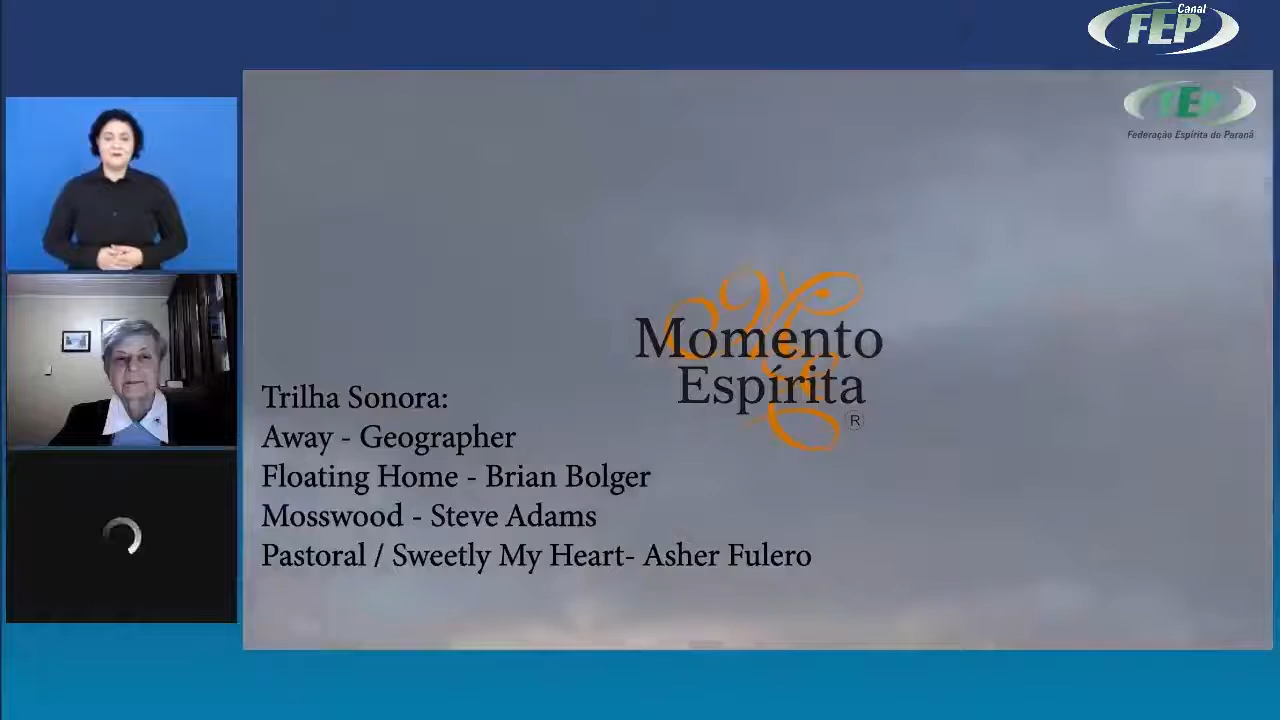 Canal
FEP
FEP
Federação Espírita do Paraná
Momento
Espírita
®
Trilha Sonora:
Away - Geographer
Floating Home - Brian Bolger
Mosswood - Steve Adams
Pastoral / Sweetly My Heart- Asher Fulero